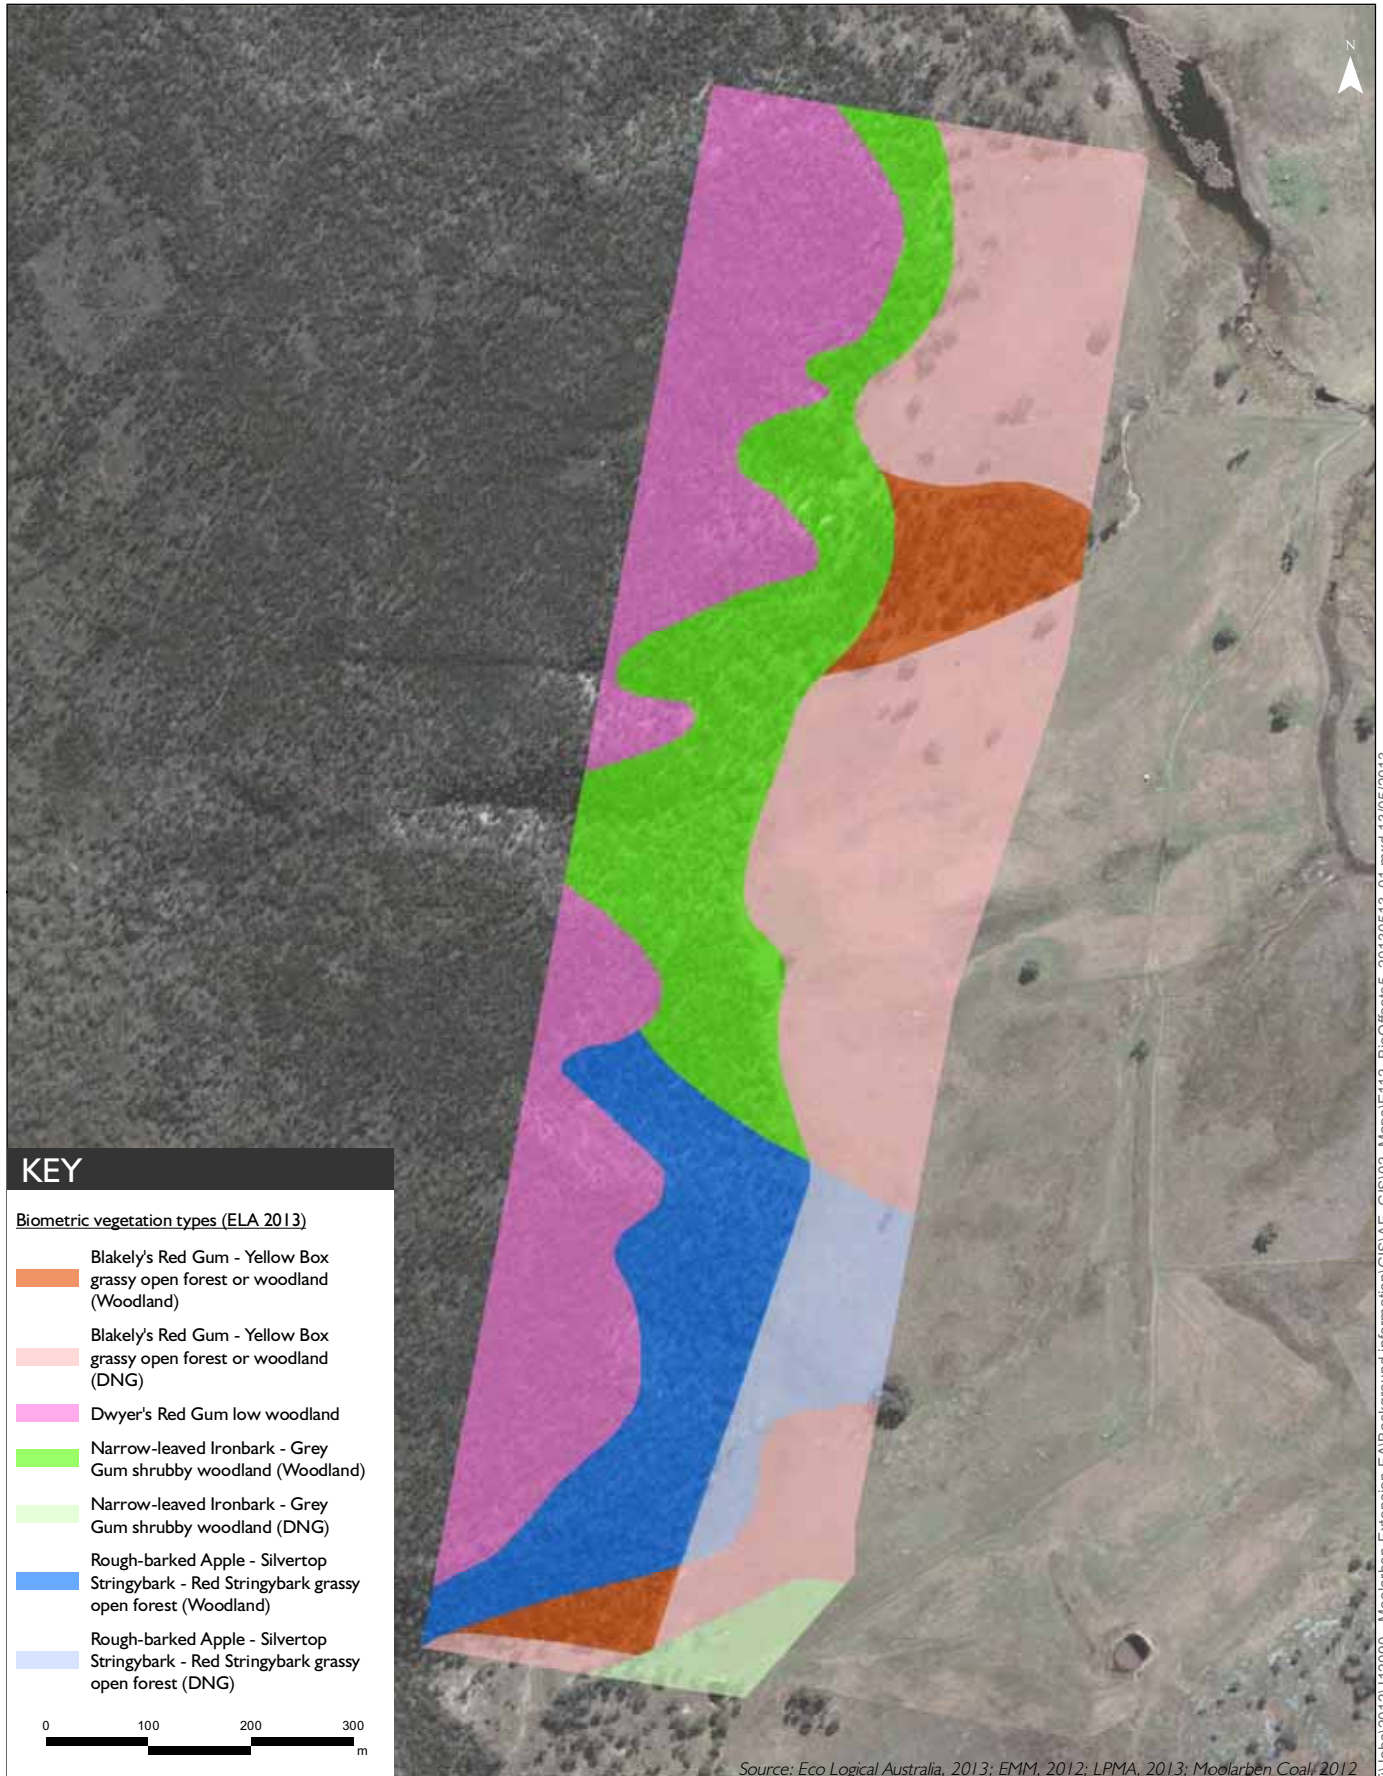 N
KEY
Biometric vegetation types (ELA 2013)
Blakely's Red Gum - Yellow Box
grassy open forest or woodland
(Woodland)
Blakely's Red Gum - Yellow Box
grassy open forest or woodland
(DNG)
Dwyer's Red Gum low woodland
Narrow-leaved Ironbark - Grey
Gum shrubby woodland (Woodland)
Narrow-leaved Ironbark - Grey
Gum shrubby woodland (DNG)
Rough-barked Apple - Silvertop
Stringybark - Red Stringybark grassy
open forest (Woodland)
Rough-barked Apple - Silvertop
Stringybark - Red Stringybark grassy
open forest (DNG)
0 100 200 300
m
Source: Eco Logical Australia, 2013; EMM, 2012; LPMA, 2013; Moolarben Coal, 2012